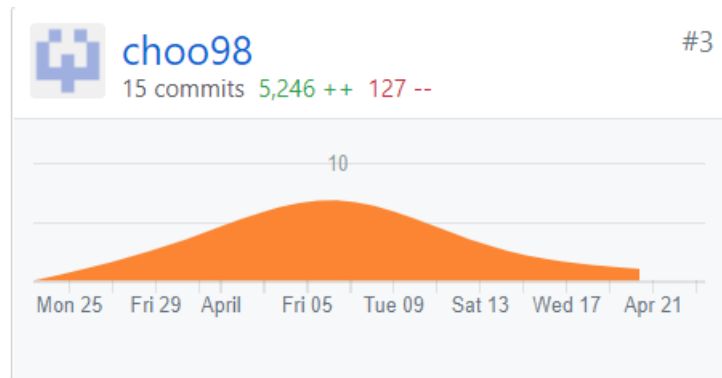 choo98
#3
15 commits 5,246 ++ 127 --
10
Mon 25 Fri 29 April Fri 05 Tue 09 Sat 13 Wed 17 Apr 21